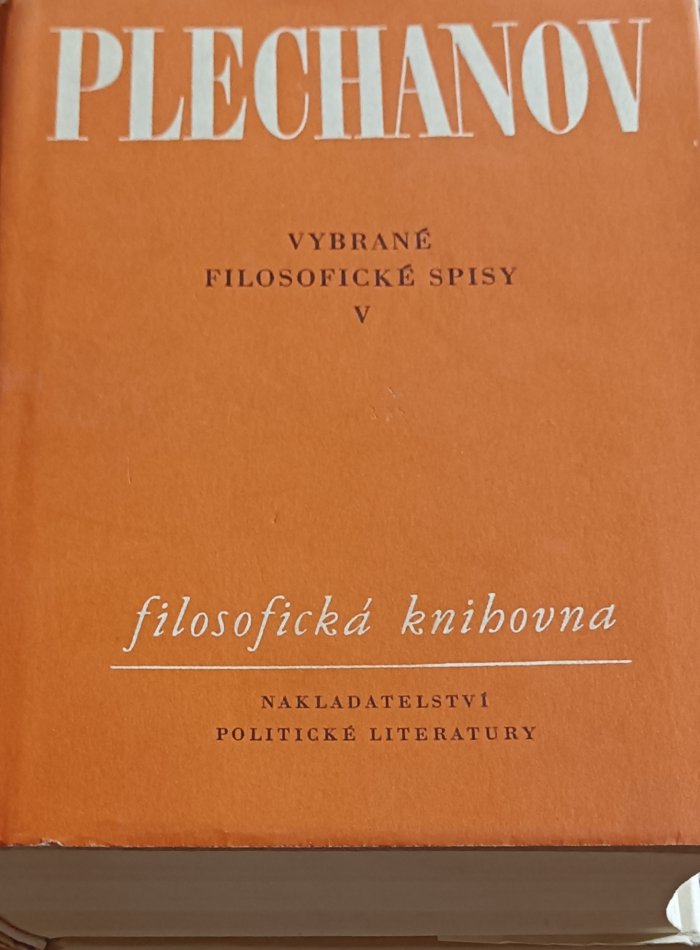 PLECHANOV
VYBRANÉ
FILOSOFICKÉ SPISY
V
filosofická knihovna
NAKLADATELSTVÍ
POLITICKÉ LITERATURY